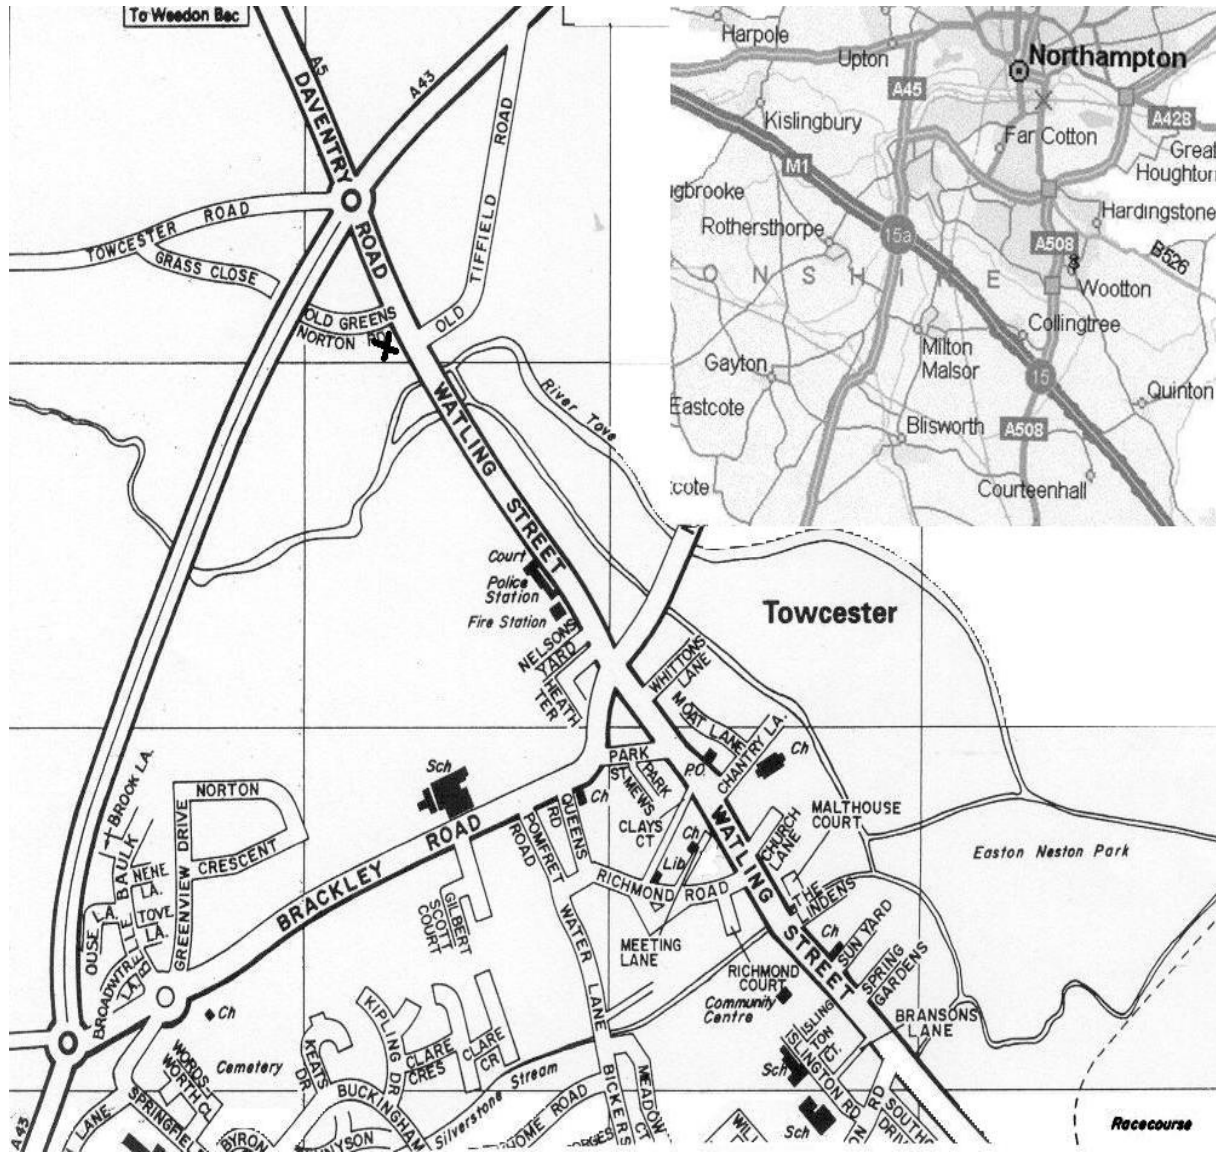 To Weedon Bec
A5
DAVENTRY
ROAD
A43
OLD TIFFIELD ROAD
TOWCESTER ROAD
GRASS CLOSE
OLD GREENS
NORTON RD
River Tove
WATLING STREET
Court
Police
Station
Fire Station
NELSONS
YARD
HEATH
TER
WHITTONS
LANE
MOAT LANE
P.O.
CHANTRY LA.
Ch
Towcester
PARK
ST.
PARK
MEWS
CLAYS
CT
Ch
Lib
Ch
QUEENS
RD
POMFRET
ROAD
Sch
BRACKLEY ROAD
NORTON
CRESCENT
GREENVIEW DRIVE
BROOK LA.
BAULK
NENE
LA.
TOVE
LA.
OUSE LA.
GILBERT
SCOTT
COURT
RICHMOND ROAD
MEETING
LANE
WATER LANE
WATLING STREET
CHURCH
LANE
MALTHOUSE
COURT
THE
LINDENS
Ch
SUN YARD
SPRING
GARDENS
BRANSONS
LANE
RICHMOND
COURT
Community
Centre
ISLING
TON
CT.
ISLINGTON RD
Sch
Sch
Easton Neston Park
Racecourse
Ch
Cemetery
WORDS
WORTH CL
KEATS
DR
KIPLING DR
CLARE
CRES
CLARE
CR
BUCKINGHAM
BYRON
Silverstone Stream
ROAD
MEADOW
CT
LANE
A43
Harpole
Upton
Northampton
A45
A428
Kislingbury
Far Cotton
Great
Houghton
M1
Rothersthorpe
15a
Hardingstone
A508
B526
Wootton
Collingtree
Milton
Malsor
Gayton
15
Quinton
Eastcote
Blisworth
A508
Courteenhall